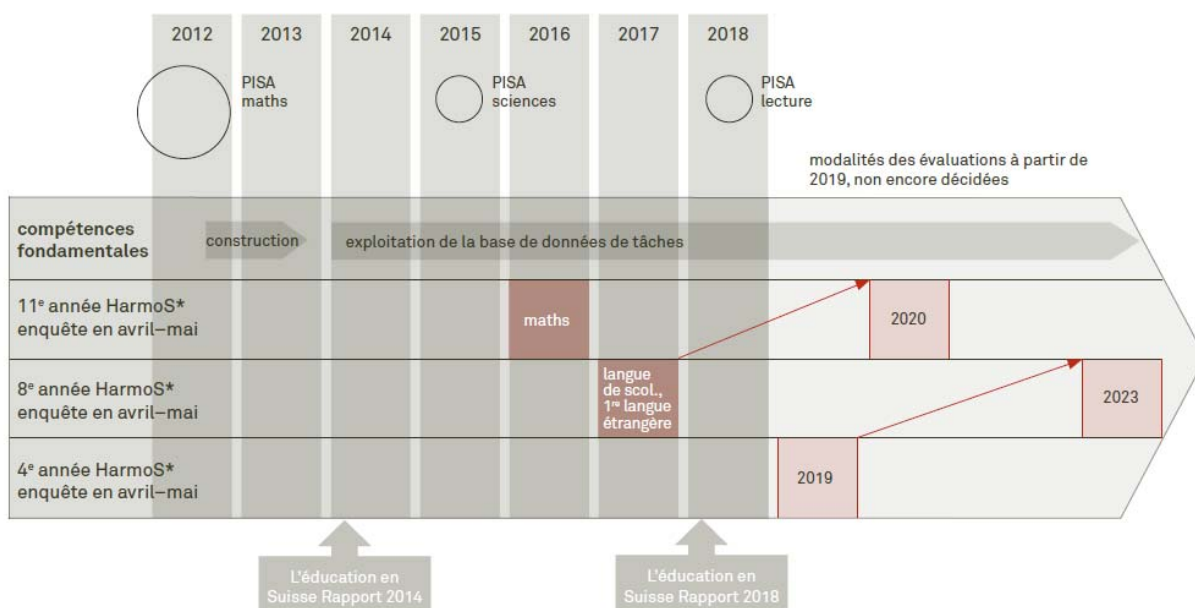 2012
2013
2014
2015
2016
2017
2018
PISA
maths
PISA
sciences
PISA
lecture
modalités des évaluations à partir de
2019, non encore décidées
compétences
fondamentales
construction
exploitation de la base de données de tâches
11e année HarmoS*
enquête en avril–mai
maths
2020
8e année HarmoS*
enquête en avril–mai
langue
de scol.,
1re langue
étrangère
2023
4e année HarmoS*
enquête en avril–mai
2019
L'éducation en
Suisse Rapport 2014
L'éducation en
Suisse Rapport 2018